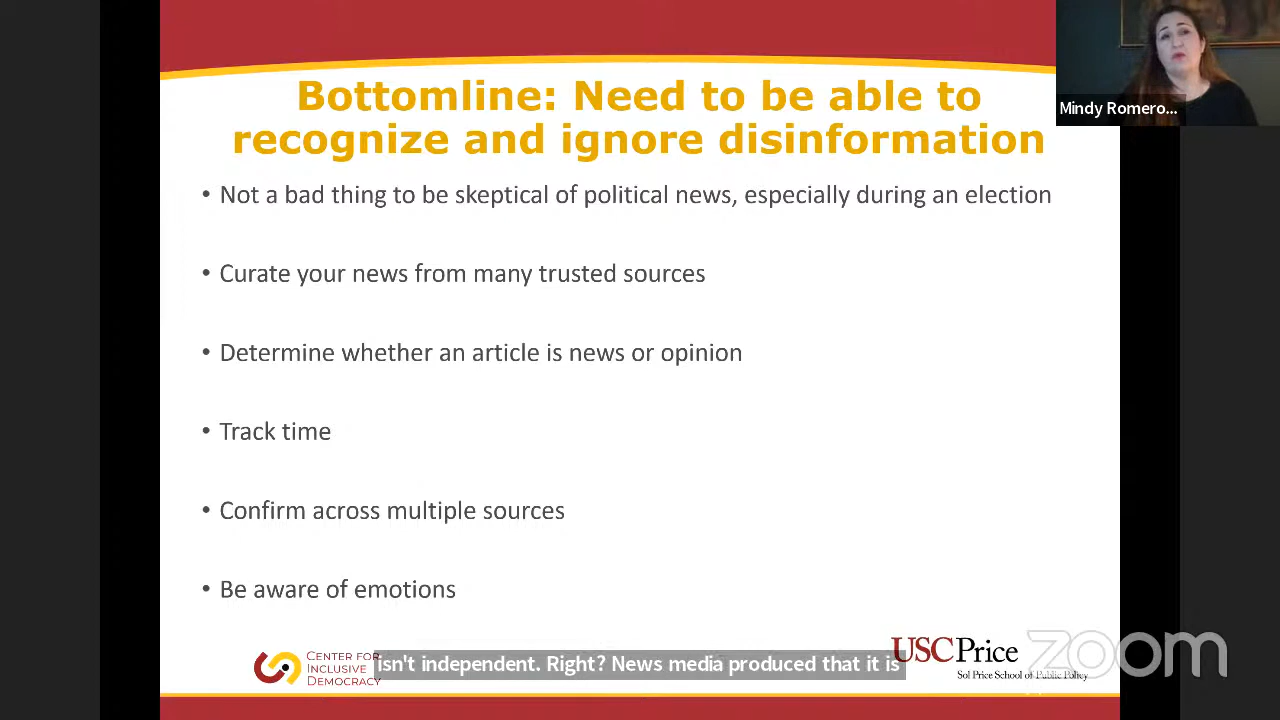 Bottomline: Need to be able to
recognize and ignore disinformation
Mindy Romero...
• Not a bad thing to be skeptical of political news, especially during an election
• Curate your news from many trusted sources
• Determine whether an article is news or opinion
• Track time
• Confirm across multiple sources
• Be aware of emotions
CENTER FOR
INCLUSIVE
DEMOCRACY
isn't independent. Right? News media produced that it is
USCPrice
Sol Price School of Public Policy
zoom